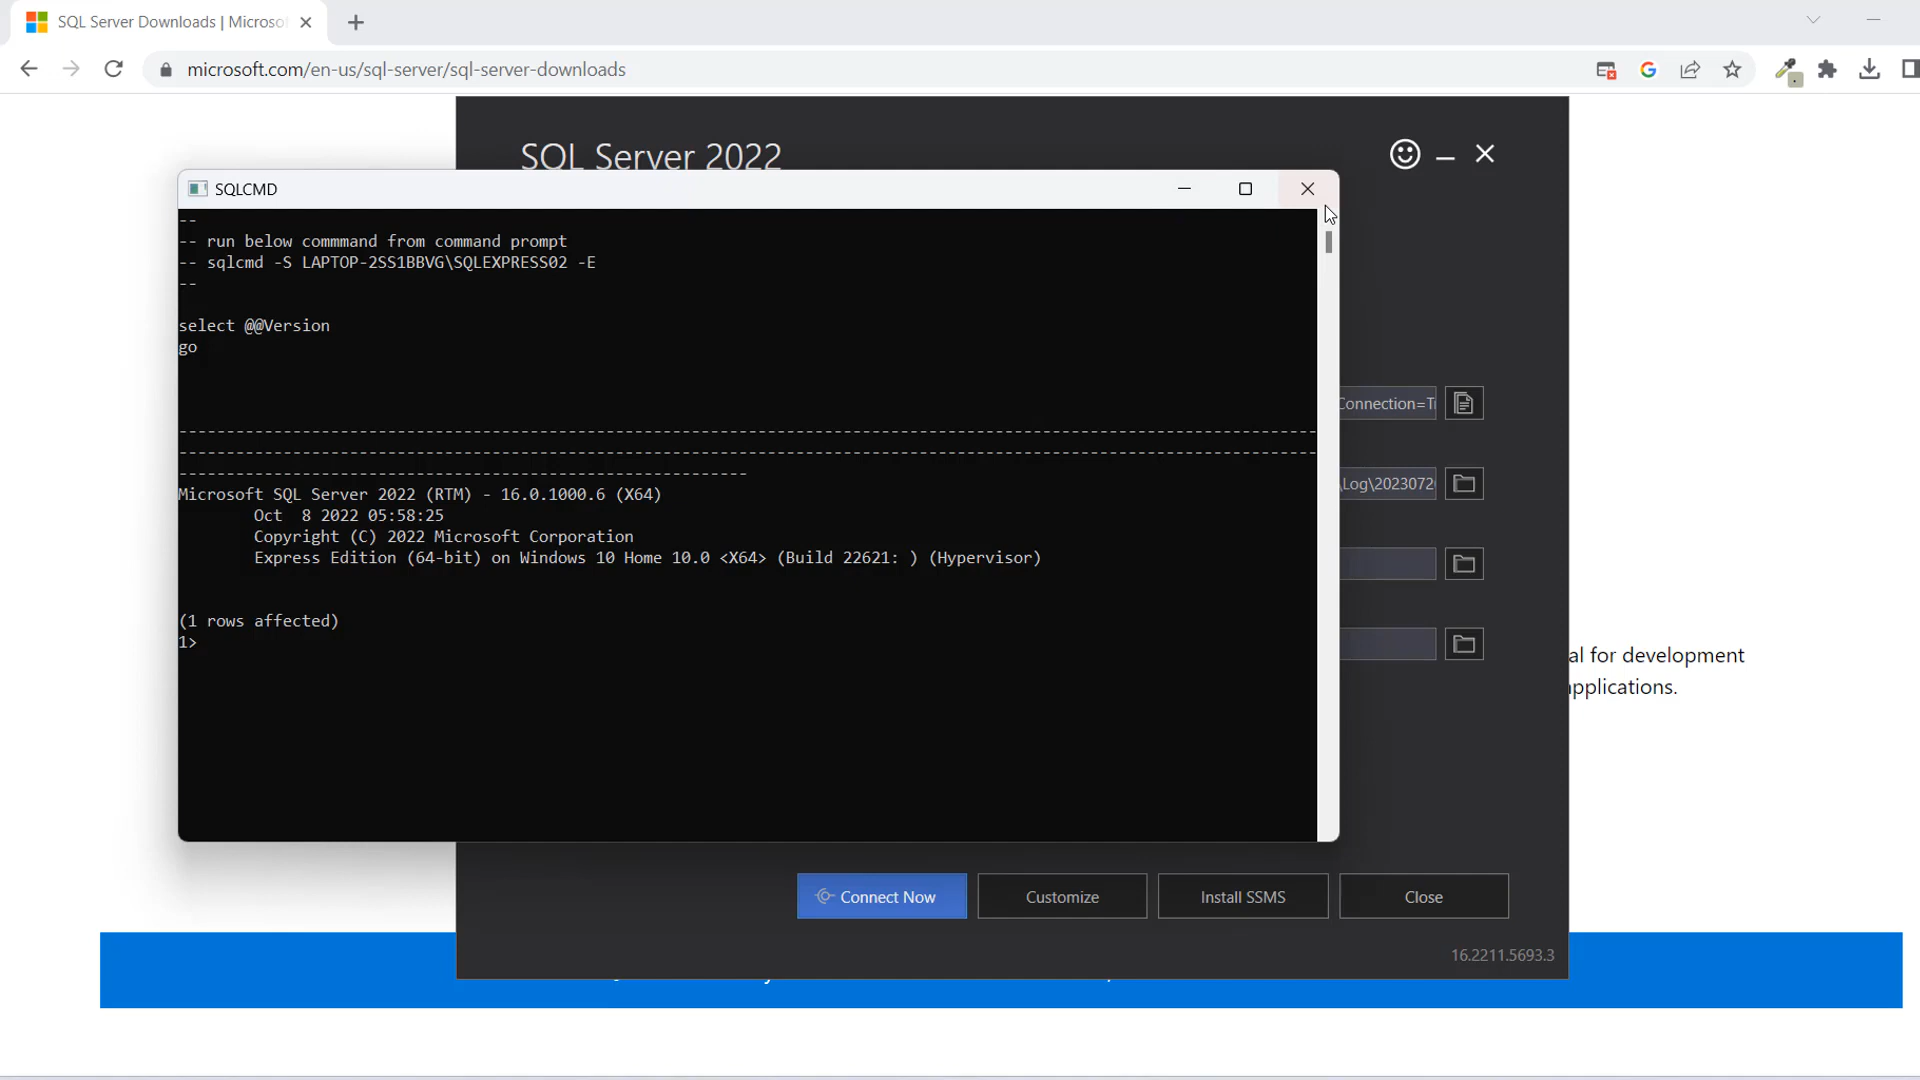 SQL Server Downloads | Microso
microsoft.com/en-us/sql-server/sql-server-downloads
SQL Server 2022
SQLCMD
--
-- run below commmand from command prompt
-- sqlcmd -S LAPTOP-2SS1BBVG\SQLEXPRESS02 -E
--
select @@Version
go
Connection=Tr
\Log\2023072
--------------------------------------------------------------------------------------------------------------------------
--------------------------------------------------------------------------------------------------------------------------
------------------------------------------------------------
Microsoft SQL Server 2022 (RTM) - 16.0.1000.6 (X64)
Oct  8 2022 05:58:25
Copyright (C) 2022 Microsoft Corporation
Express Edition (64-bit) on Windows 10 Home 10.0 <X64> (Build 22621: ) (Hypervisor)
(1 rows affected)
1>
al for development
applications.
Connect Now
Customize
Install SSMS
Close
16.2211.5693.3